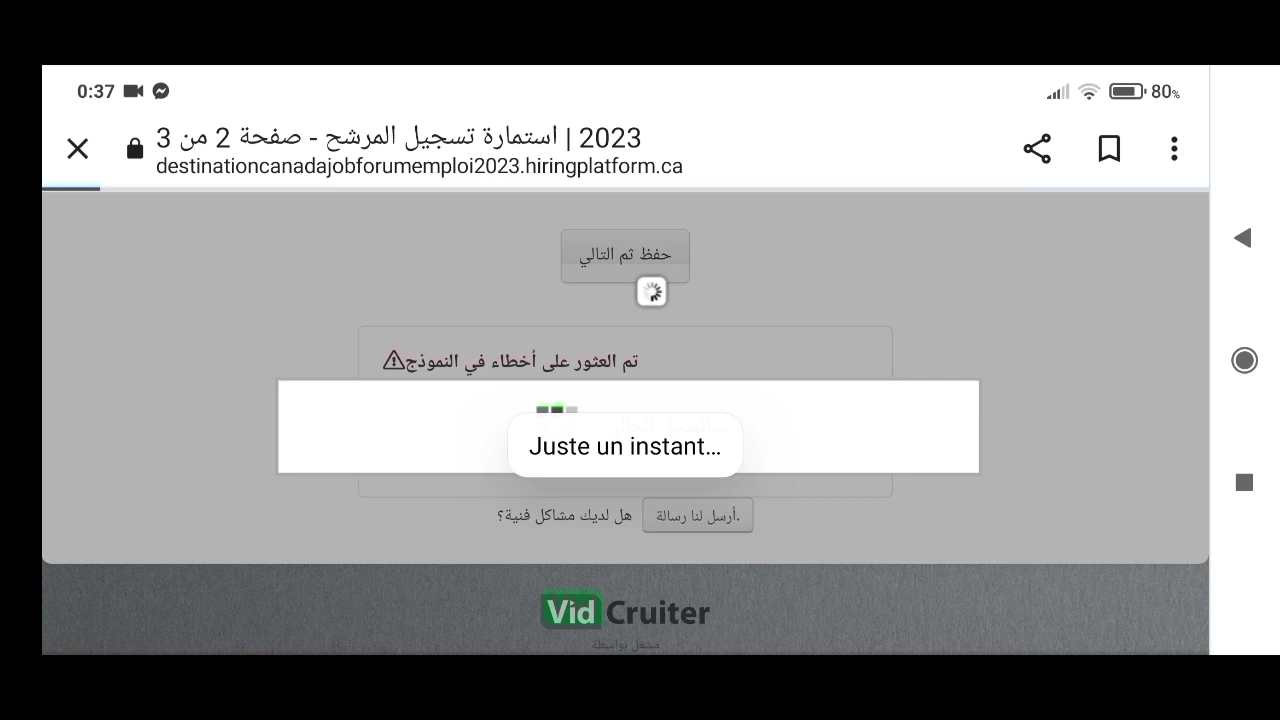 0:37
80%
2023 | استمارة تسجيل المرشح - صفحة 2 من 3
destinationcanadajobforumemploi2023.hiringplatform.ca
حفظ ثم التالي
تم العثور على أخطاء في النموذج
Juste un instant...
هل لديك مشاكل فنية؟
أرسل لنا رسالة.
VidCruiter
مشغل بواسطة